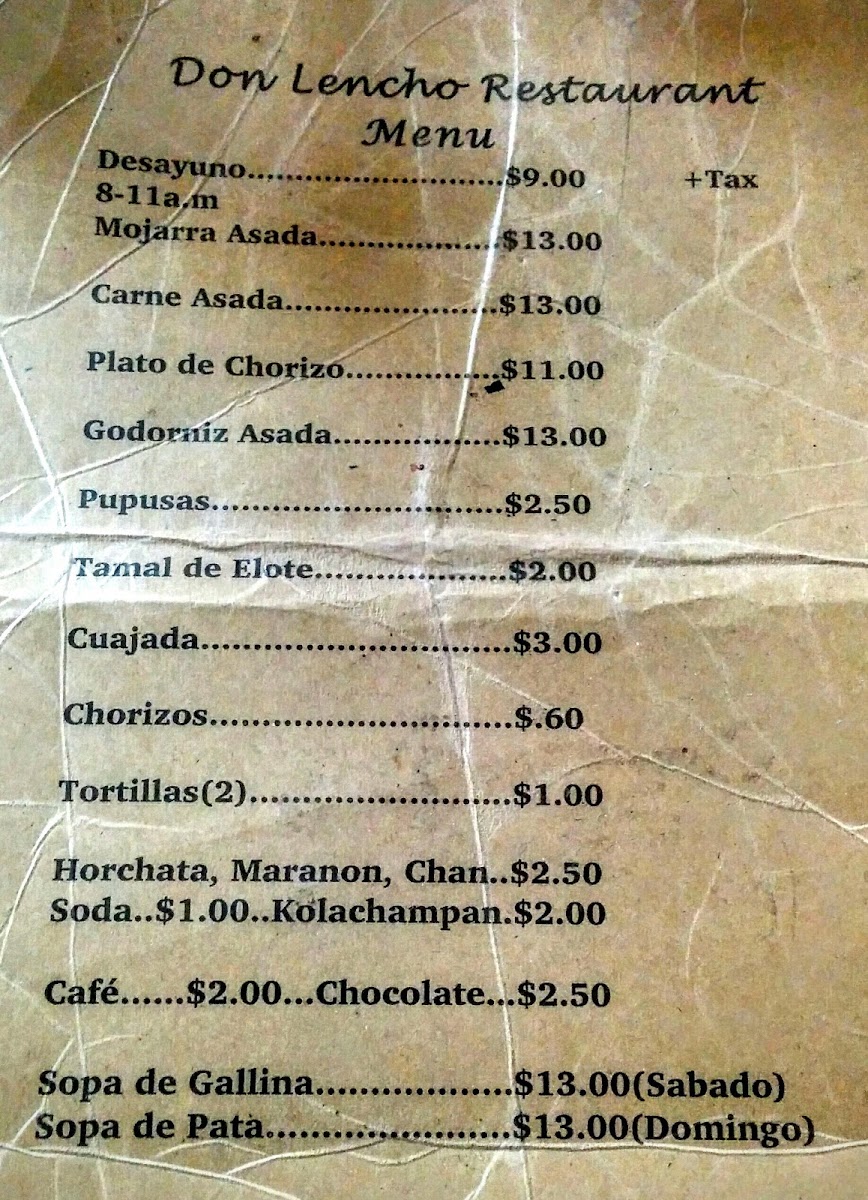 Don Lencho Restaurant
Menu
Desayuno..............................$9.00 +Tax
8-11a.m
Mojarra Asada.....................$13.00
Carne Asada.........................$13.00
Plato de Chorizo..................$11.00
Godorniz Asada....................$13.00
Pupusas..................................$2.50
Tamal de Elote.......................$2.00
Cuajada....................................$3.00
Chorizos...................................$.60
Tortillas(2)..............................$1.00
Horchata, Maranon, Chan..$2.50
Soda..$1.00..Kolachampan.$2.00
Café......$2.00...Chocolate...$2.50
Sopa de Gallina...................$13.00(Sabado)
Sopa de Pata.......................$13.00(Domingo)